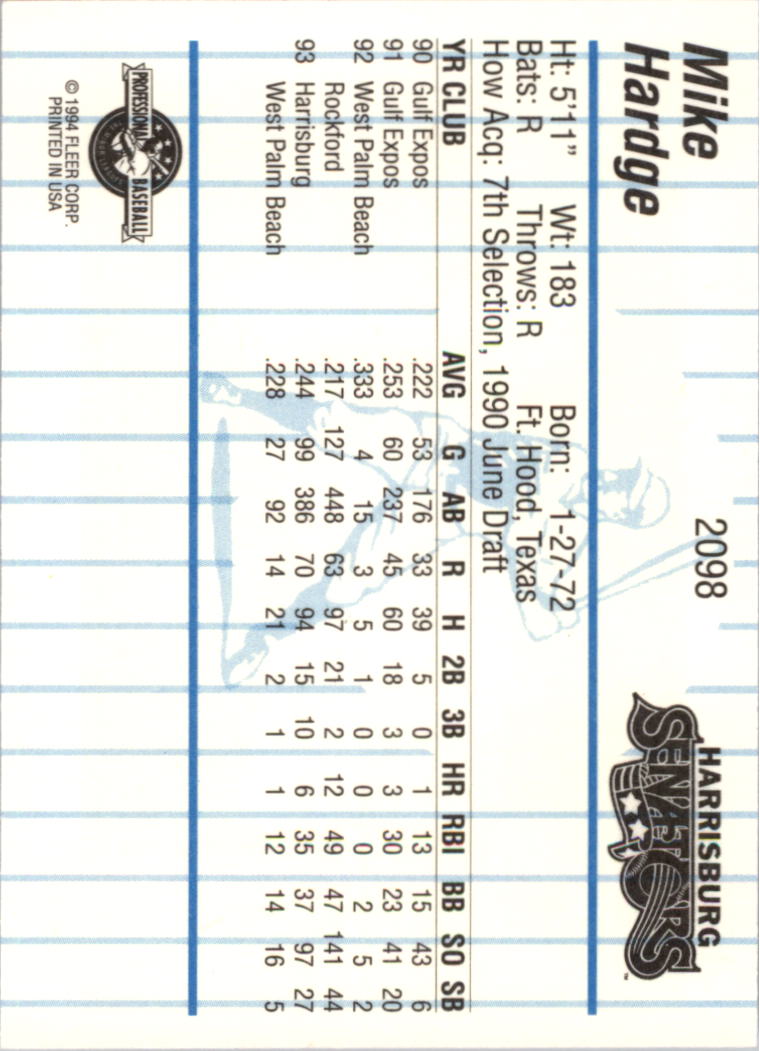 Mike
Hardge
2098
HARRISBURG
SENATORS
™
Ht: 5'11" Wt: 183 Born: 1-27-72
Bats: R Throws: R Ft. Hood, Texas
How Acq: 7th Selection, 1990 June Draft
YR CLUB AVG G AB R H 2B 3B HR RBI BB SO SB
90 Gulf Expos .222 53 176 33 39 5 0 1 13 15 43 6
91 Gulf Expos .253 60 237 45 60 18 3 3 30 23 41 20
92 West Palm Beach .333 4 15 3 5 1 0 0 0 2 5 2
Rockford .217 127 448 63 97 21 2 12 49 47 141 44
93 Harrisburg .244 99 386 70 94 15 10 6 35 37 97 27
West Palm Beach .228 27 92 14 21 2 1 1 12 14 16 5
PROFESSIONAL BASEBALL
© 1994 FLEER CORP.
PRINTED IN USA